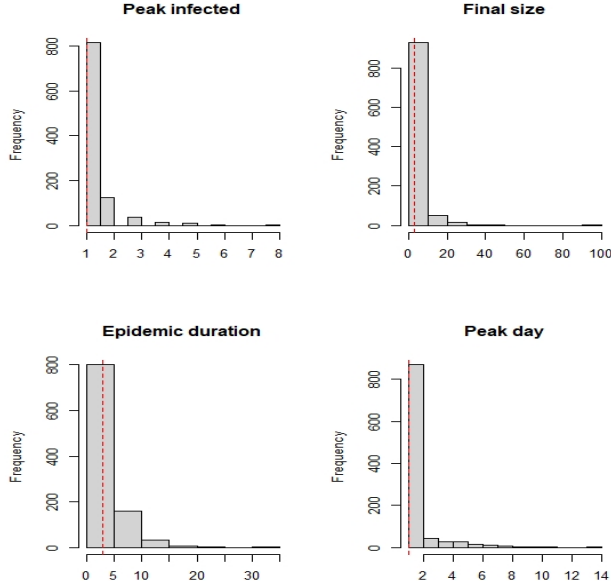 Peak infected
Frequency
0 200 400 600 800
1 2 3 4 5 6 7 8
Final size
Frequency
0 200 400 600 800
0 20 40 60 80 100
Epidemic duration
Frequency
0 200 400 600 800
0 5 10 20 30
Peak day
Frequency
0 200 400 600 800
2 4 6 8 10 12 14